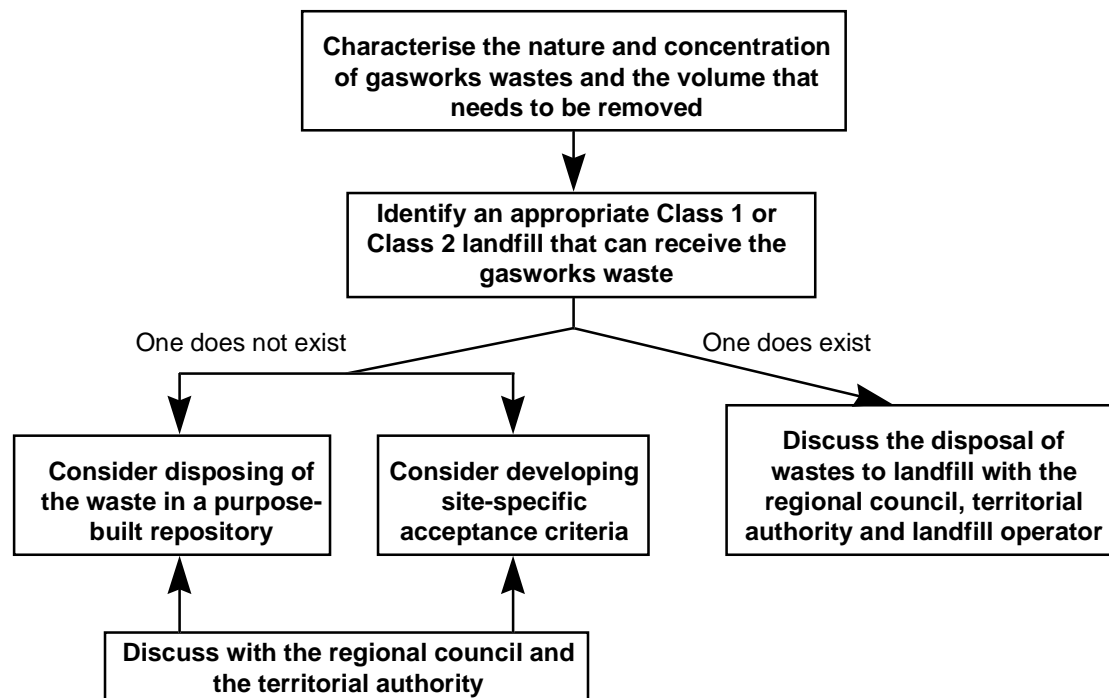 Characterise the nature and concentration
of gasworks wastes and the volume that
needs to be removed
Identify an appropriate Class 1 or
Class 2 landfill that can receive the
gasworks waste
One does not exist
One does exist
Consider disposing of
the waste in a purpose-
built repository
Consider developing
site-specific
acceptance criteria
Discuss the disposal of
wastes to landfill with the
regional council, territorial
authority and landfill operator
Discuss with the regional council and
the territorial authority